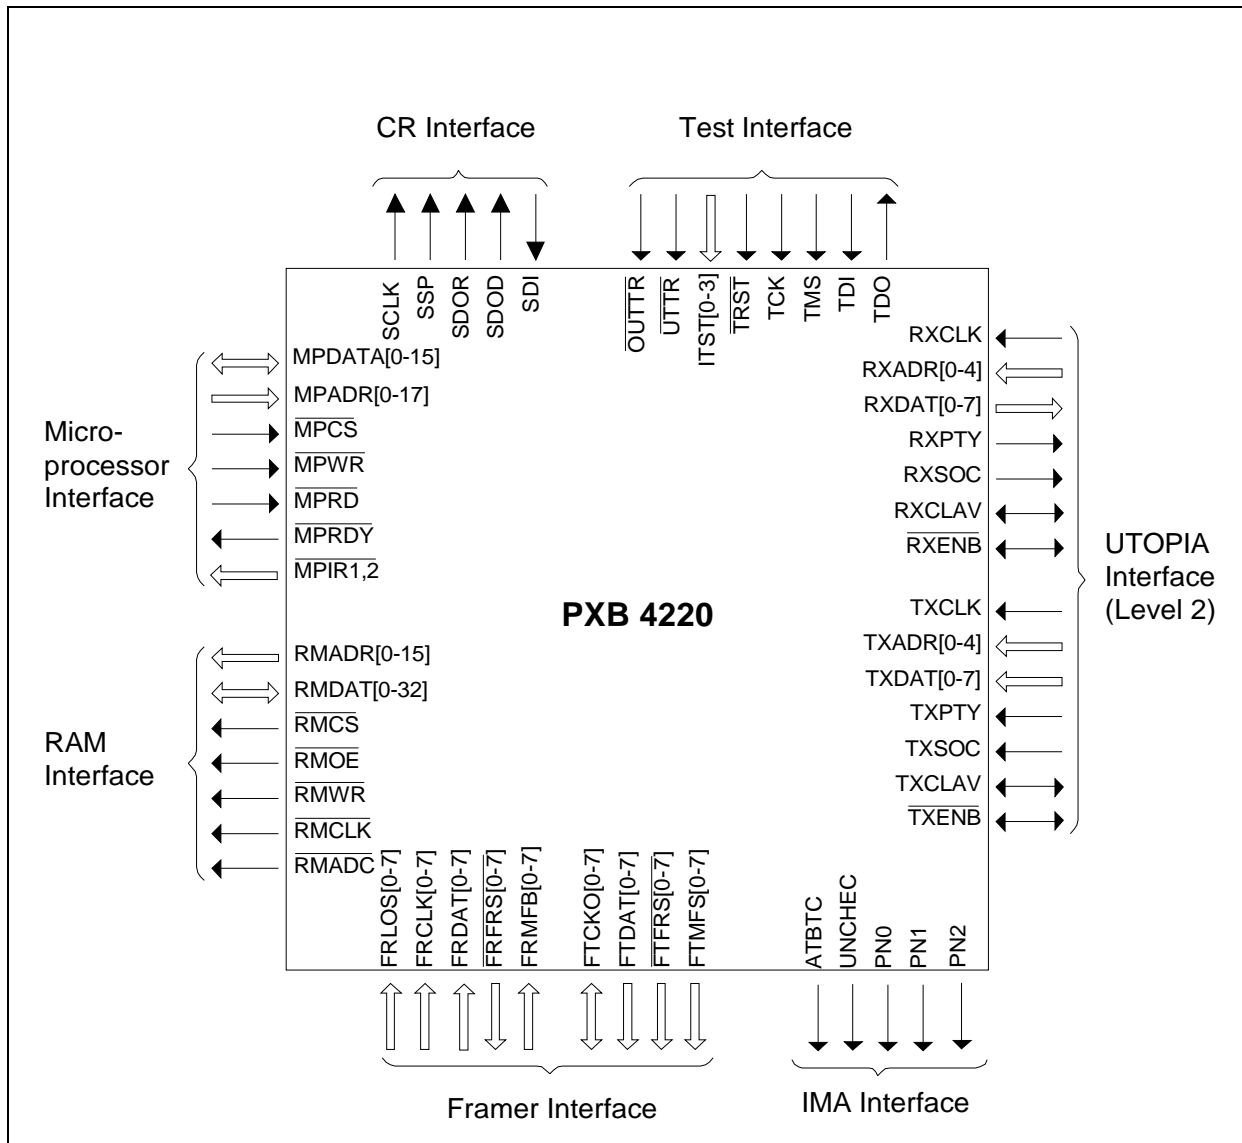 CR Interface
Test Interface
SCLK
SSP
SDOR
SDOD
SDI
OUTTR
UTTR
ITST[0-3]
TRST
TCK
TMS
TDI
TDO
Micro-
processor
Interface
MPDATA[0-15]
MPADR[0-17]
MPCS
MPWR
MPRD
MPRDY
MPIR1,2
RAM
Interface
RMADR[0-15]
RMDAT[0-32]
RMCS
RMOE
RMWR
RMCLK
RMADC
PXB 4220
RXCLK
RXADR[0-4]
RXDAT[0-7]
RXPTY
RXSOC
RXCLAV
RXENB
TXCLK
TXADR[0-4]
TXDAT[0-7]
TXPTY
TXSOC
TXCLAV
TXENB
UTOPIA
Interface
(Level 2)
FRLOS[0-7]
FRCLK[0-7]
FRDAT[0-7]
FRFRS[0-7]
FRMFB[0-7]
FTCKO[0-7]
FTDAT[0-7]
FTFRS[0-7]
FTMFS[0-7]
ATBTC
UNCHEC
PN0
PN1
PN2
Framer Interface
IMA Interface